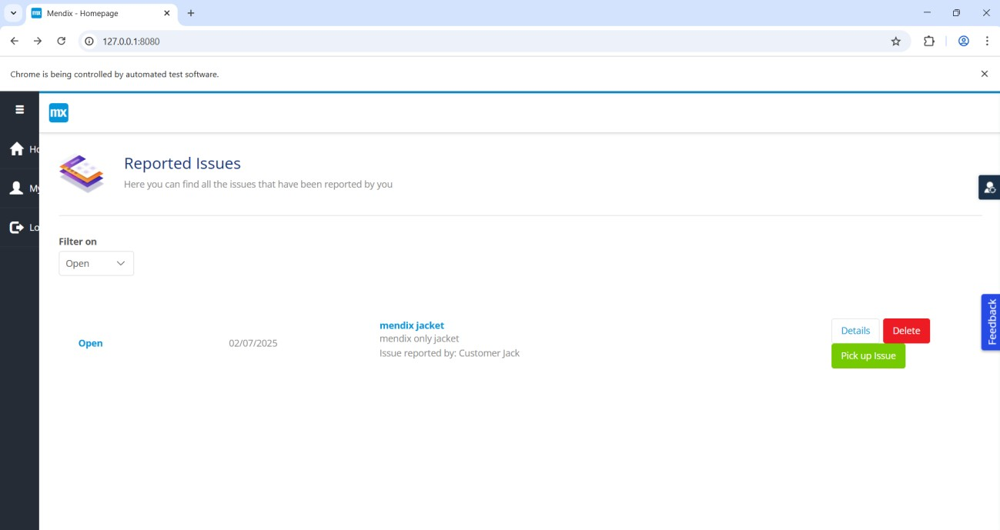 Mendix - Homepage
127.0.0.1:8080
Chrome is being controlled by automated test software.
mx
Ho
Reported Issues
Here you can find all the issues that have been reported by you
My
Lo
Filter on
Open
Feedback
Open
02/07/2025
mendix jacket
mendix only jacket
Issue reported by: Customer Jack
Details
Delete
Pick up Issue